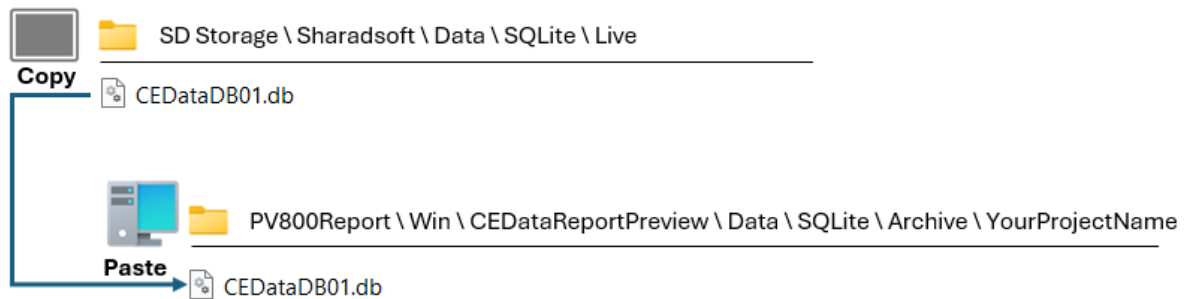 SD Storage \ Sharadsoft \ Data \ SQLite \ Live
Copy
CEDataDB01.db
PV800Report \ Win \ CEDataReportPreview \ Data \ SQLite \ Archive \ YourProjectName
Paste
CEDataDB01.db